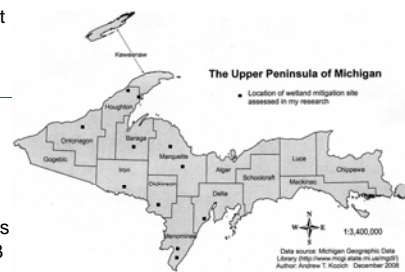 t
Keweenaw
The Upper Peninsula of Michigan
Location of wetland mitigation site
assessed in my research
Houghton
Ontonagon
Baraga
Gogebic
Marquette
Iron
Alger
Luce
Chippewa
Schoolcraft
Mackinac
Dickinson
Delta
Menominee
N
W E
S
1:3,400,000
s
3
Data source: Michigan Geographic Data
Library (http://www.mcgi.state.mi.us/mgdl/)
Author: Andrew T. Kozich December 2008